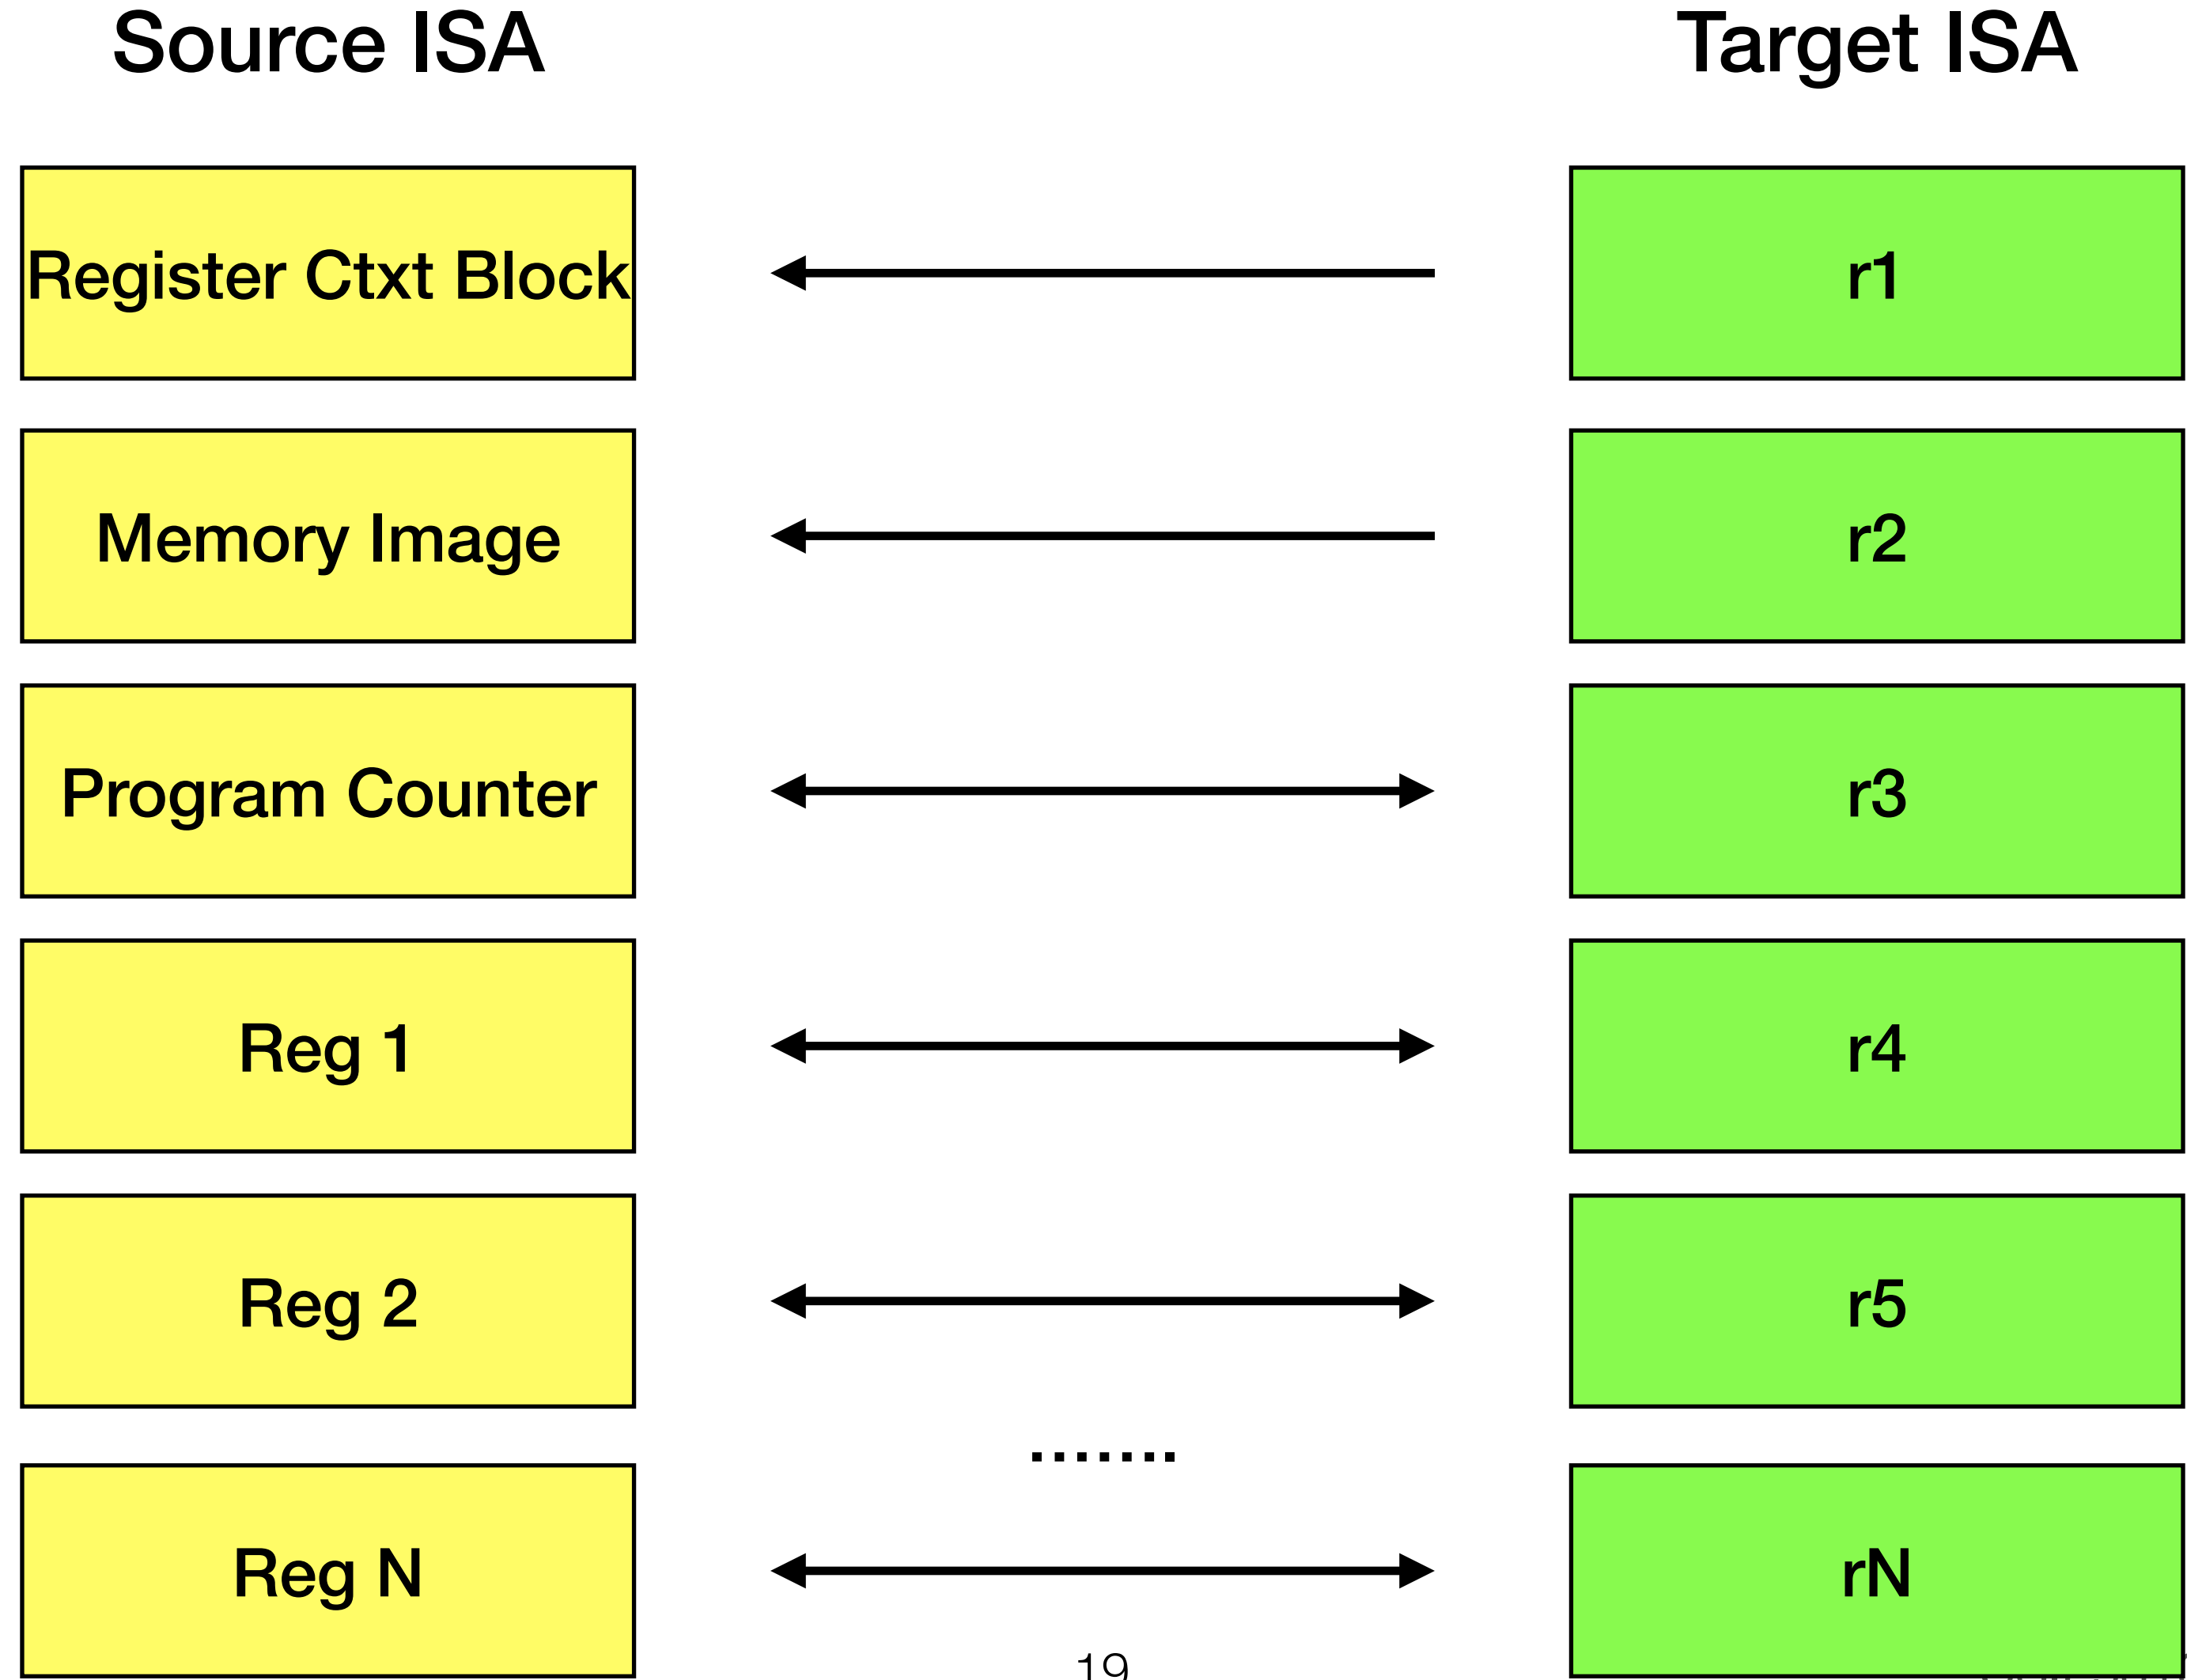 Source ISA
Target ISA
Register Ctxt Block
r1
Memory Image
r2
Program Counter
r3
Reg 1
r4
Reg 2
r5
.......
Reg N
rN
19